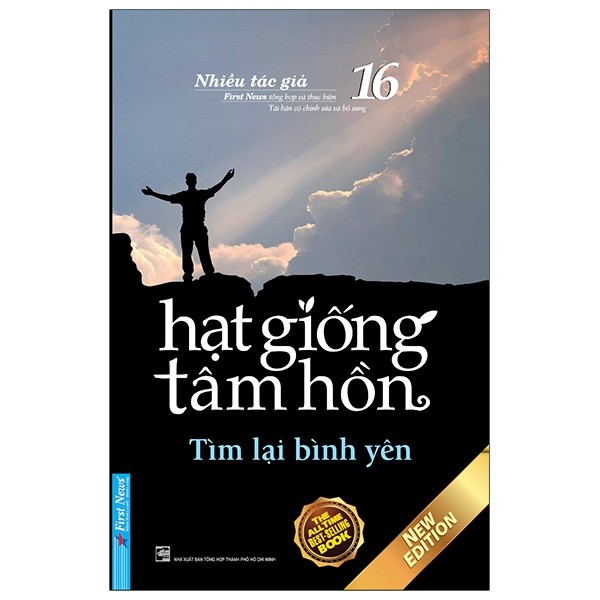 Nhiều tác giả
16
First News tổng hợp và thực hiện
Tái bản có chỉnh sửa và bổ sung
hạt giống
tâm hồn
Tìm lại bình yên
THE
ALL TIME
BEST-SELLING
BOOK
NEW
EDITION
First News
NHÀ XUẤT BẢN TỔNG HỢP THÀNH PHỐ HỒ CHÍ MINH